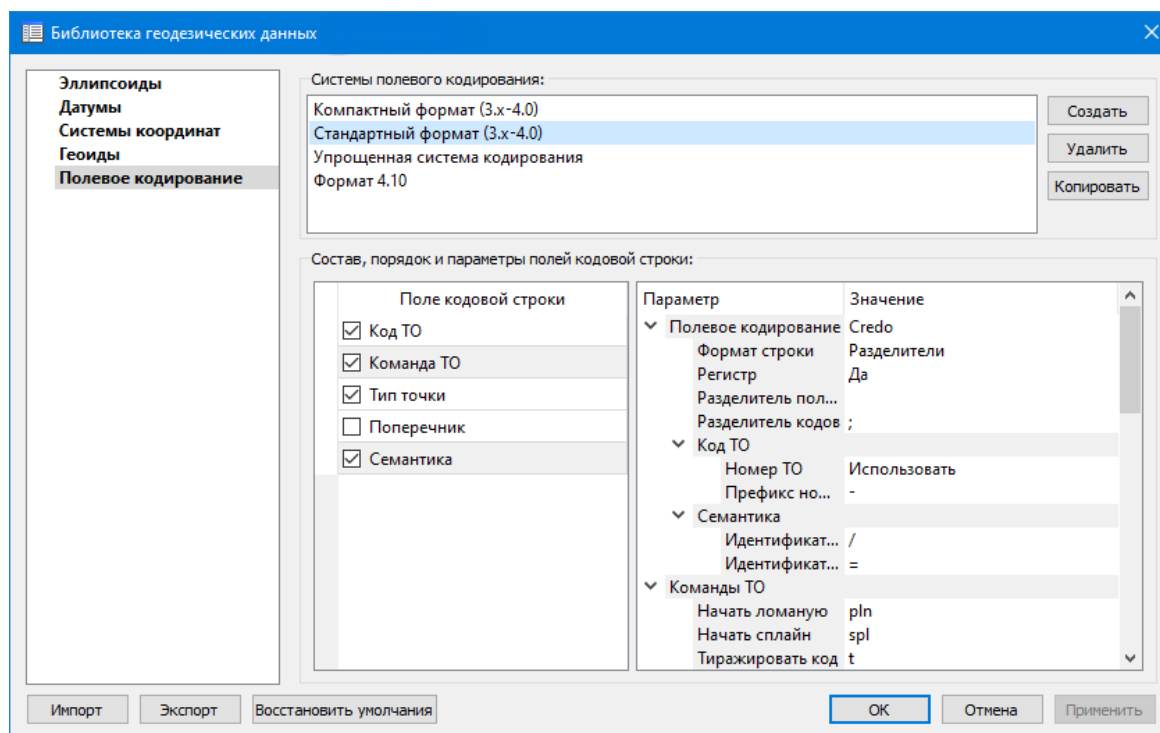 Библиотека геодезических данных
Эллипсоиды
Датумы
Системы координат
Геоиды
Полевое кодирование
Системы полевого кодирования:
Компактный формат (3.x-4.0)
Стандартный формат (3.x-4.0)
Упрощенная система кодирования
Формат 4.10
Создать
Удалить
Копировать
Состав, порядок и параметры полей кодовой строки:
Поле кодовой строки
Код ТО
Команда ТО
Тип точки
Поперечник
Семантика
Параметр Значение
Полевое кодирование Credo
Формат строки Разделители
Регистр Да
Разделитель пол...
Разделитель кодов ;
Код ТО
Номер ТО Использовать
Префикс но... -
Семантика
Идентификат... /
Идентификат... =
Команды ТО
Начать ломаную pln
Начать сплайн spl
Тиражировать код t
Импорт Экспорт Восстановить умолчания ОК Отмена Применить